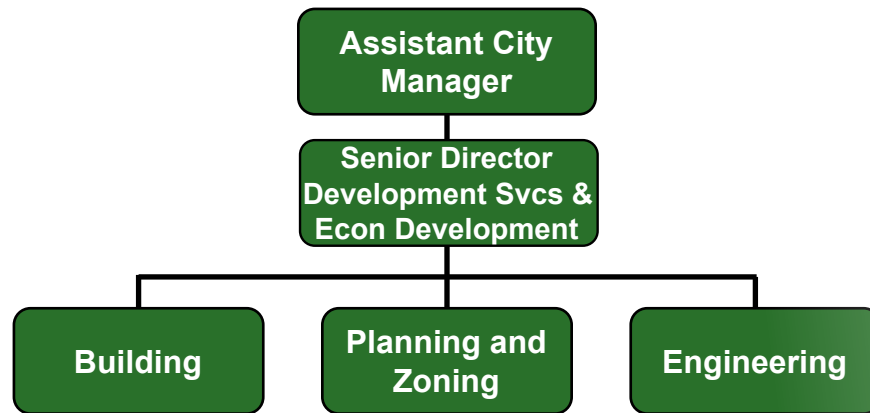 Assistant City
Manager
Senior Director
Development Svcs &
Econ Development
Building
Planning and
Zoning
Engineering